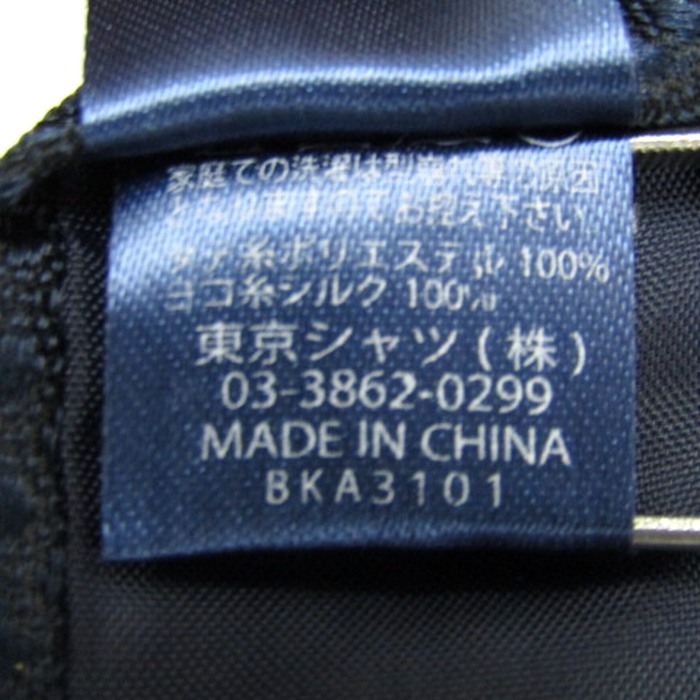 家庭での洗濯は型崩れ等の原因
となりますのでお控え下さい
タテ糸ポリエステル 100%
ヨコ糸シルク 100%
東京シャツ(株)
03-3862-0299
MADE IN CHINA
BKA3101